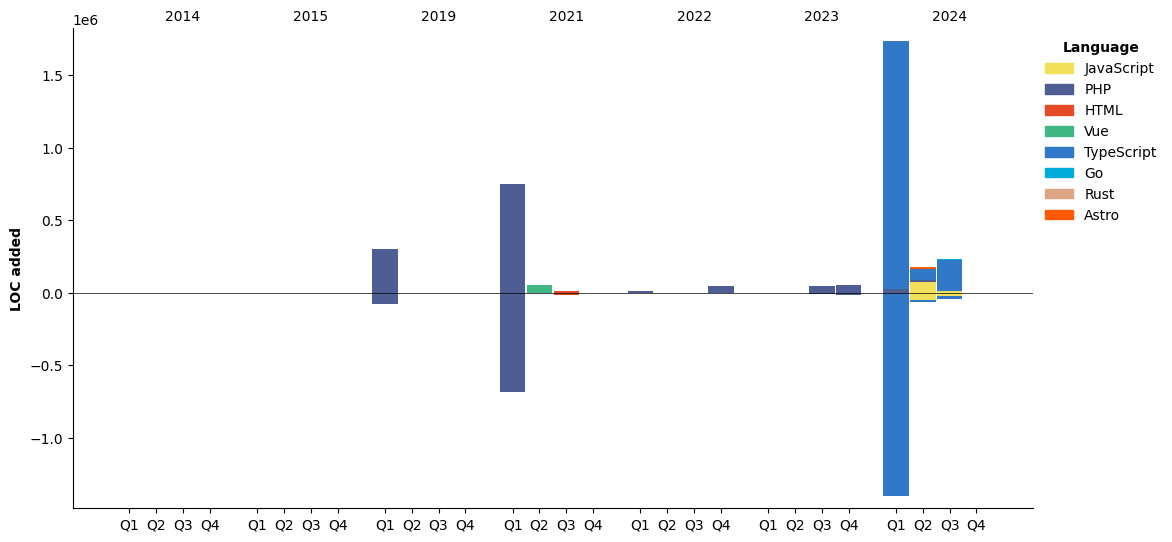 1e6 2014 2015 2019 2021 2022 2023 2024
Language
JavaScript
PHP
HTML
Vue
TypeScript
Go
Rust
Astro
1.5
1.0
0.5
0.0
−0.5
−1.0
LOC added
Q1 Q2 Q3 Q4 Q1 Q2 Q3 Q4 Q1 Q2 Q3 Q4 Q1 Q2 Q3 Q4 Q1 Q2 Q3 Q4 Q1 Q2 Q3 Q4 Q1 Q2 Q3 Q4